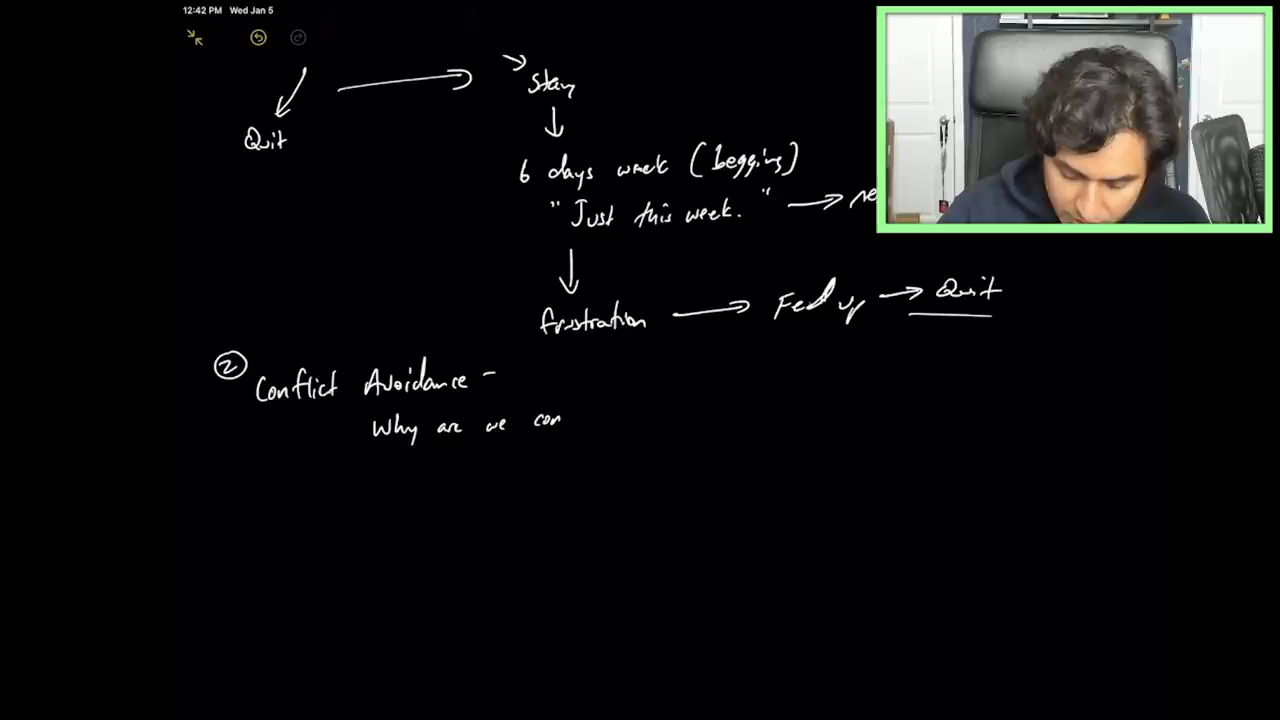 12:42 PM Wed Jan 5
Stay
Quit
6 days week (begging)
"Just this week."
frustration Fed up Quit
2 Conflict Avoidance -
Why are we con